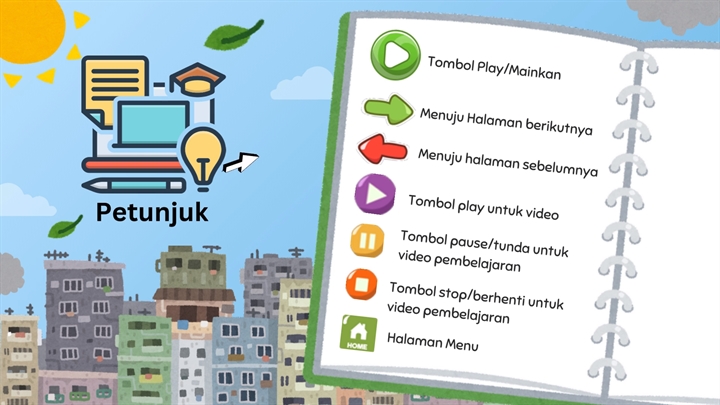 Petunjuk
Tombol Play/Mainkan
Menuju Halaman berikutnya
Menuju halaman sebelumnya
Tombol play untuk video
Tombol pause/tunda untuk
video pembelajaran
Tombol stop/berhenti untuk
video pembelajaran
HOME
Halaman Menu